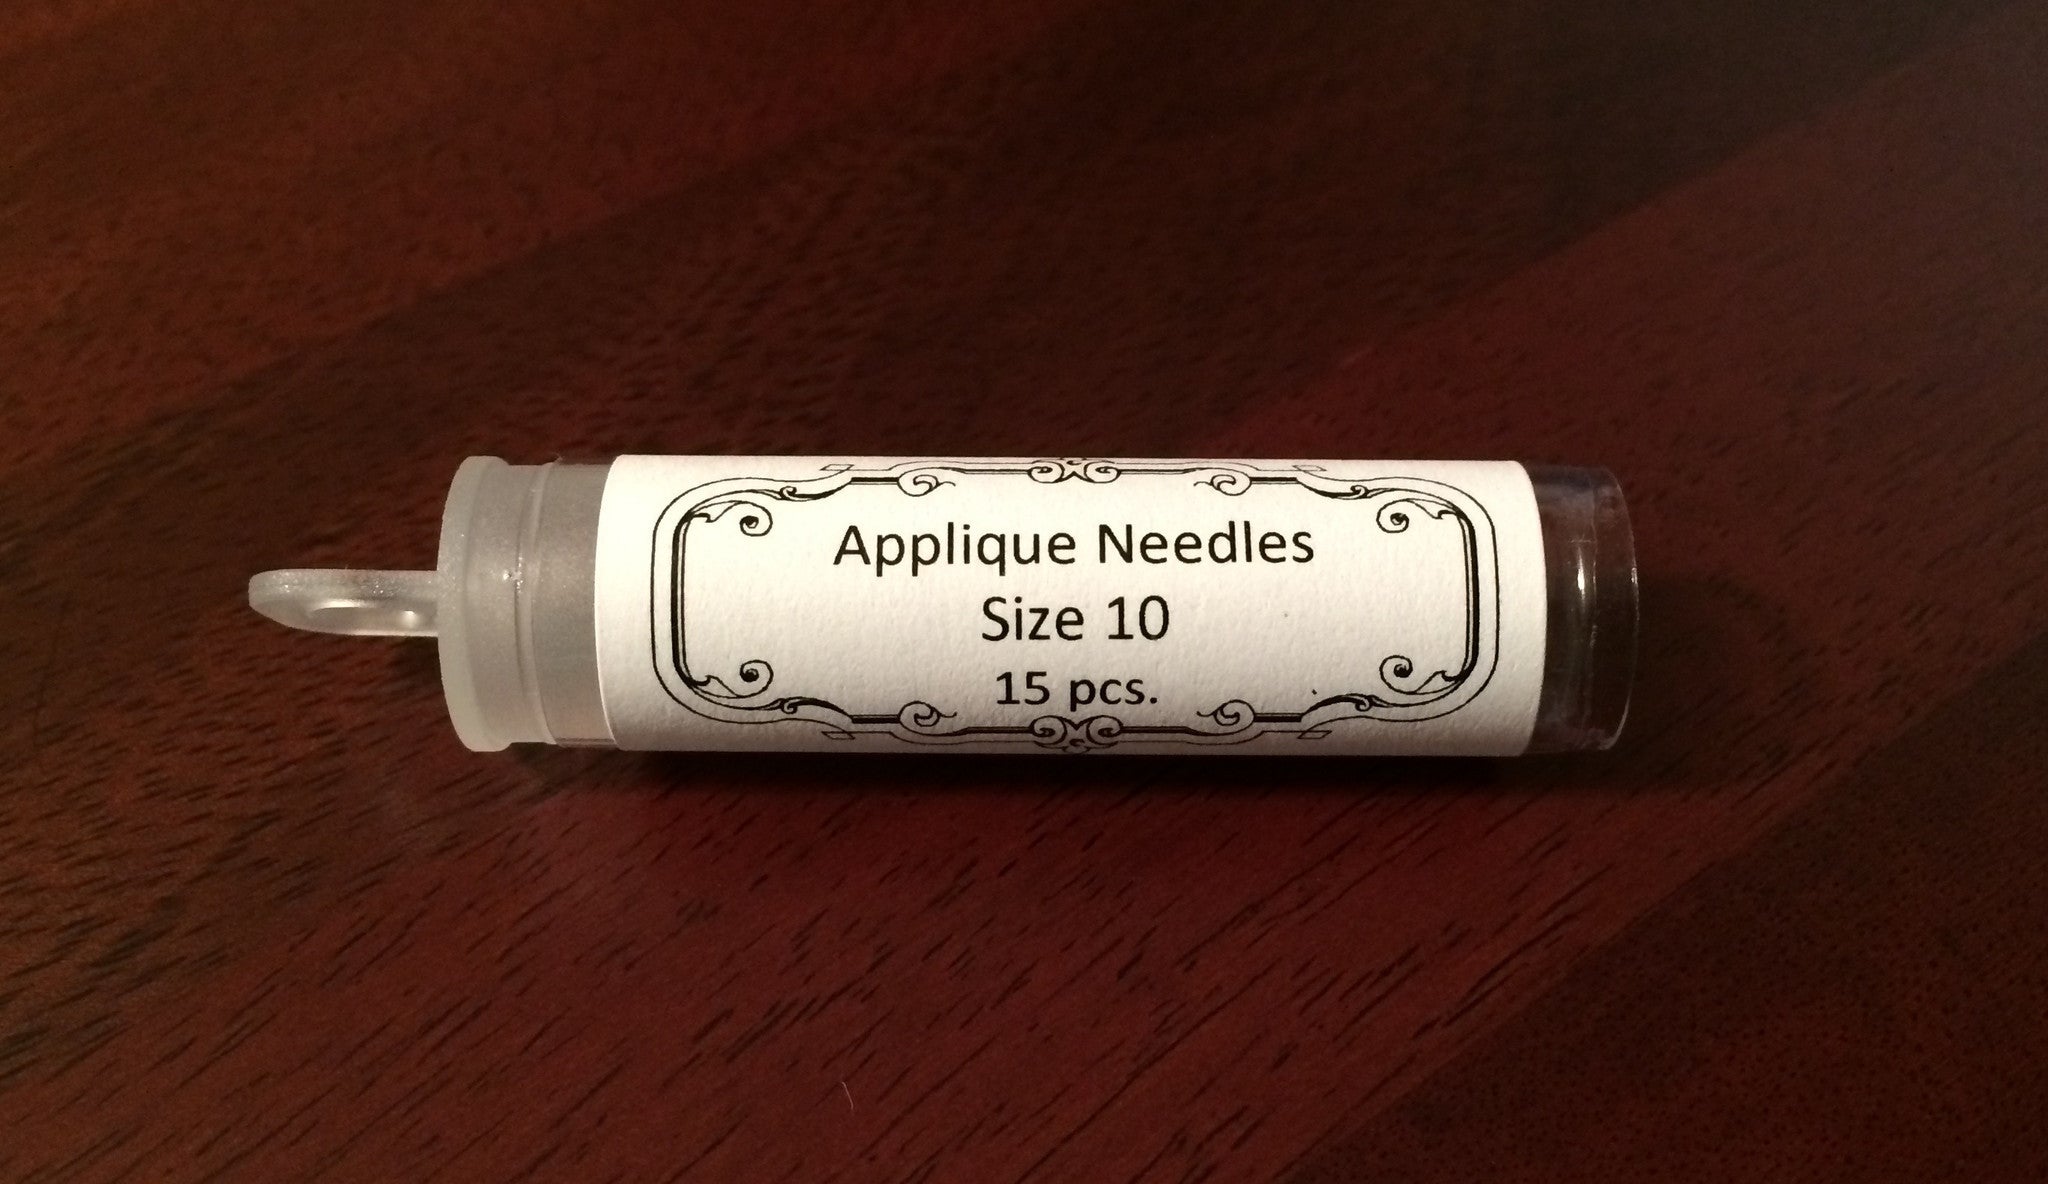 Applique Needles
Size 10
15 pcs.